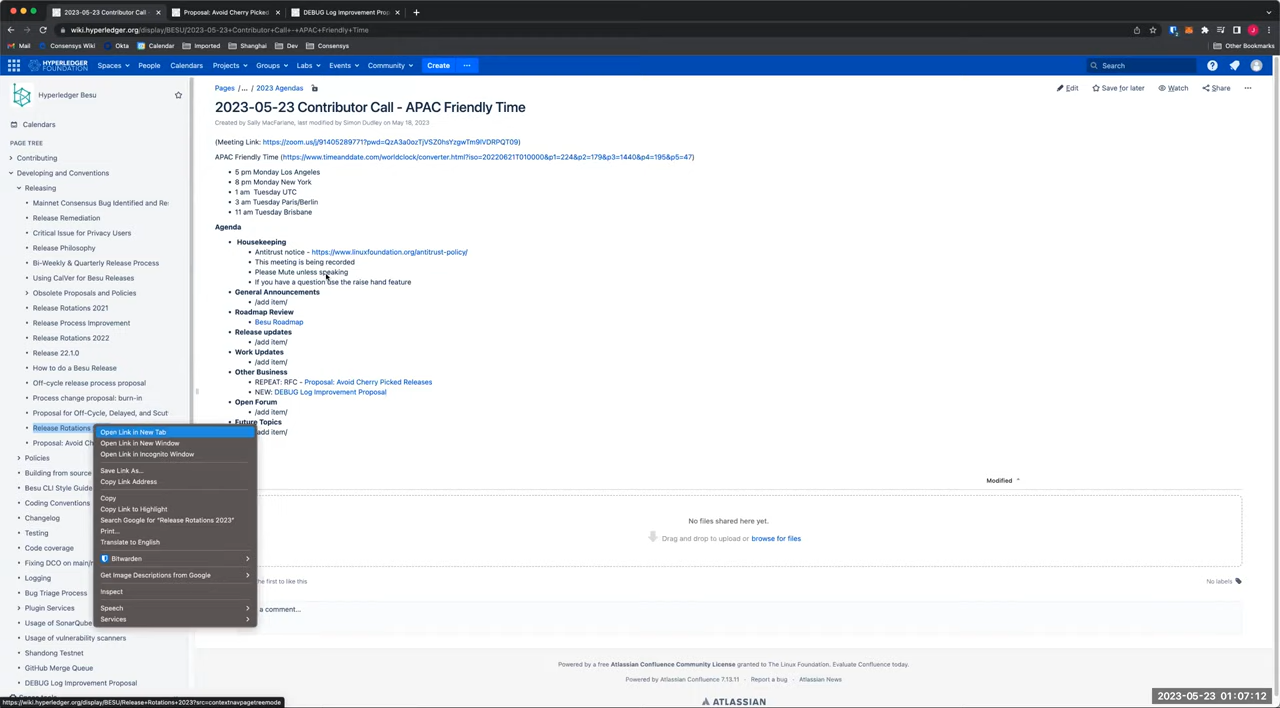 2023-05-23 Contributor Call -
Proposal: Avoid Cherry Picked
DEBUG Log Improvement Prop
wiki.hyperledger.org/display/BESU/2023-05-23+Contributor+Call+-+APAC+Friendly+Time
Mail
Consensys Wiki
Okta
Calendar
Imported
Shanghai
Dev
Consensys
Other Bookmarks
HYPERLEDGER FOUNDATION
Spaces
People
Calendars
Projects
Groups
Labs
Events
Community
Create
Search
Hyperledger Besu
Calendars
PAGE TREE
Contributing
Developing and Conventions
Releasing
Mainnet Consensus Bug Identified and Re
Release Remediation
Critical Issue for Privacy Users
Release Philosophy
Bi-Weekly & Quarterly Release Process
Using CalVer for Besu Releases
Obsolete Proposals and Policies
Release Rotations 2021
Release Process Improvement
Release Rotations 2022
Release 22.1.0
How to do a Besu Release
Off-cycle release process proposal
Process change proposal: burn-in
Proposal for Off-Cycle, Delayed, and Scut
Release Rotations
Proposal: Avoid Ch
Policies
Building from source
Besu CLI Style Guide
Coding Conventions
Changelog
Testing
Code coverage
Fixing DCO on main/
Logging
Bug Triage Process
Plugin Services
Usage of SonarQube
Usage of vulnerability scanners
Shandong Testnet
GitHub Merge Queue
DEBUG Log Improvement Proposal
Open Link in New Tab
Open Link in New Window
Open Link in Incognito Window
Save Link As...
Copy Link Address
Copy
Copy Link to Highlight
Search Google for "Release Rotations 2023"
Print...
Translate to English
Bitwarden
Get Image Descriptions from Google
Inspect
Speech
Services
https://wiki.hyperledger.org/display/BESU/Release+Rotations+2023?src=contextnavpagetreemode
Pages /... / 2023 Agendas
Edit
Save for later
Watch
Share
2023-05-23 Contributor Call - APAC Friendly Time
Created by Sally MacFarlane, last modified by Simon Dudley on May 18, 2023
(Meeting Link: https://zoom.us/j/91405289771?pwd=QzA3a0ozTjVSZ0hsYzgwTm9IVDRPQT09)
APAC Friendly Time (https://www.timeanddate.com/worldclock/converter.html?iso=20220621T010000&p1=224&p2=179&p3=1440&p4=195&p5=47)
5 pm Monday Los Angeles
8 pm Monday New York
1 am Tuesday UTC
3 am Tuesday Paris/Berlin
11 am Tuesday Brisbane
Agenda
Housekeeping
Antitrust notice - https://www.linuxfoundation.org/antitrust-policy/
This meeting is being recorded
Please Mute unless speaking
If you have a question use the raise hand feature
General Announcements
/add item/
Roadmap Review
Besu Roadmap
Release updates
/add item/
Work Updates
/add item/
Other Business
REPEAT: RFC - Proposal: Avoid Cherry Picked Releases
NEW: DEBUG Log Improvement Proposal
Open Forum
/add item/
Future Topics
add item/
Modified
No files shared here yet.
Drag and drop to upload or browse for files
he first to like this
No labels
a comment...
Powered by a free Atlassian Confluence Community License granted to The Linux Foundation. Evaluate Confluence today.
Powered by Atlassian Confluence 7.13.11 · Report a bug · Atlassian News
ATLASSIAN
2023-05-23 01:07:12